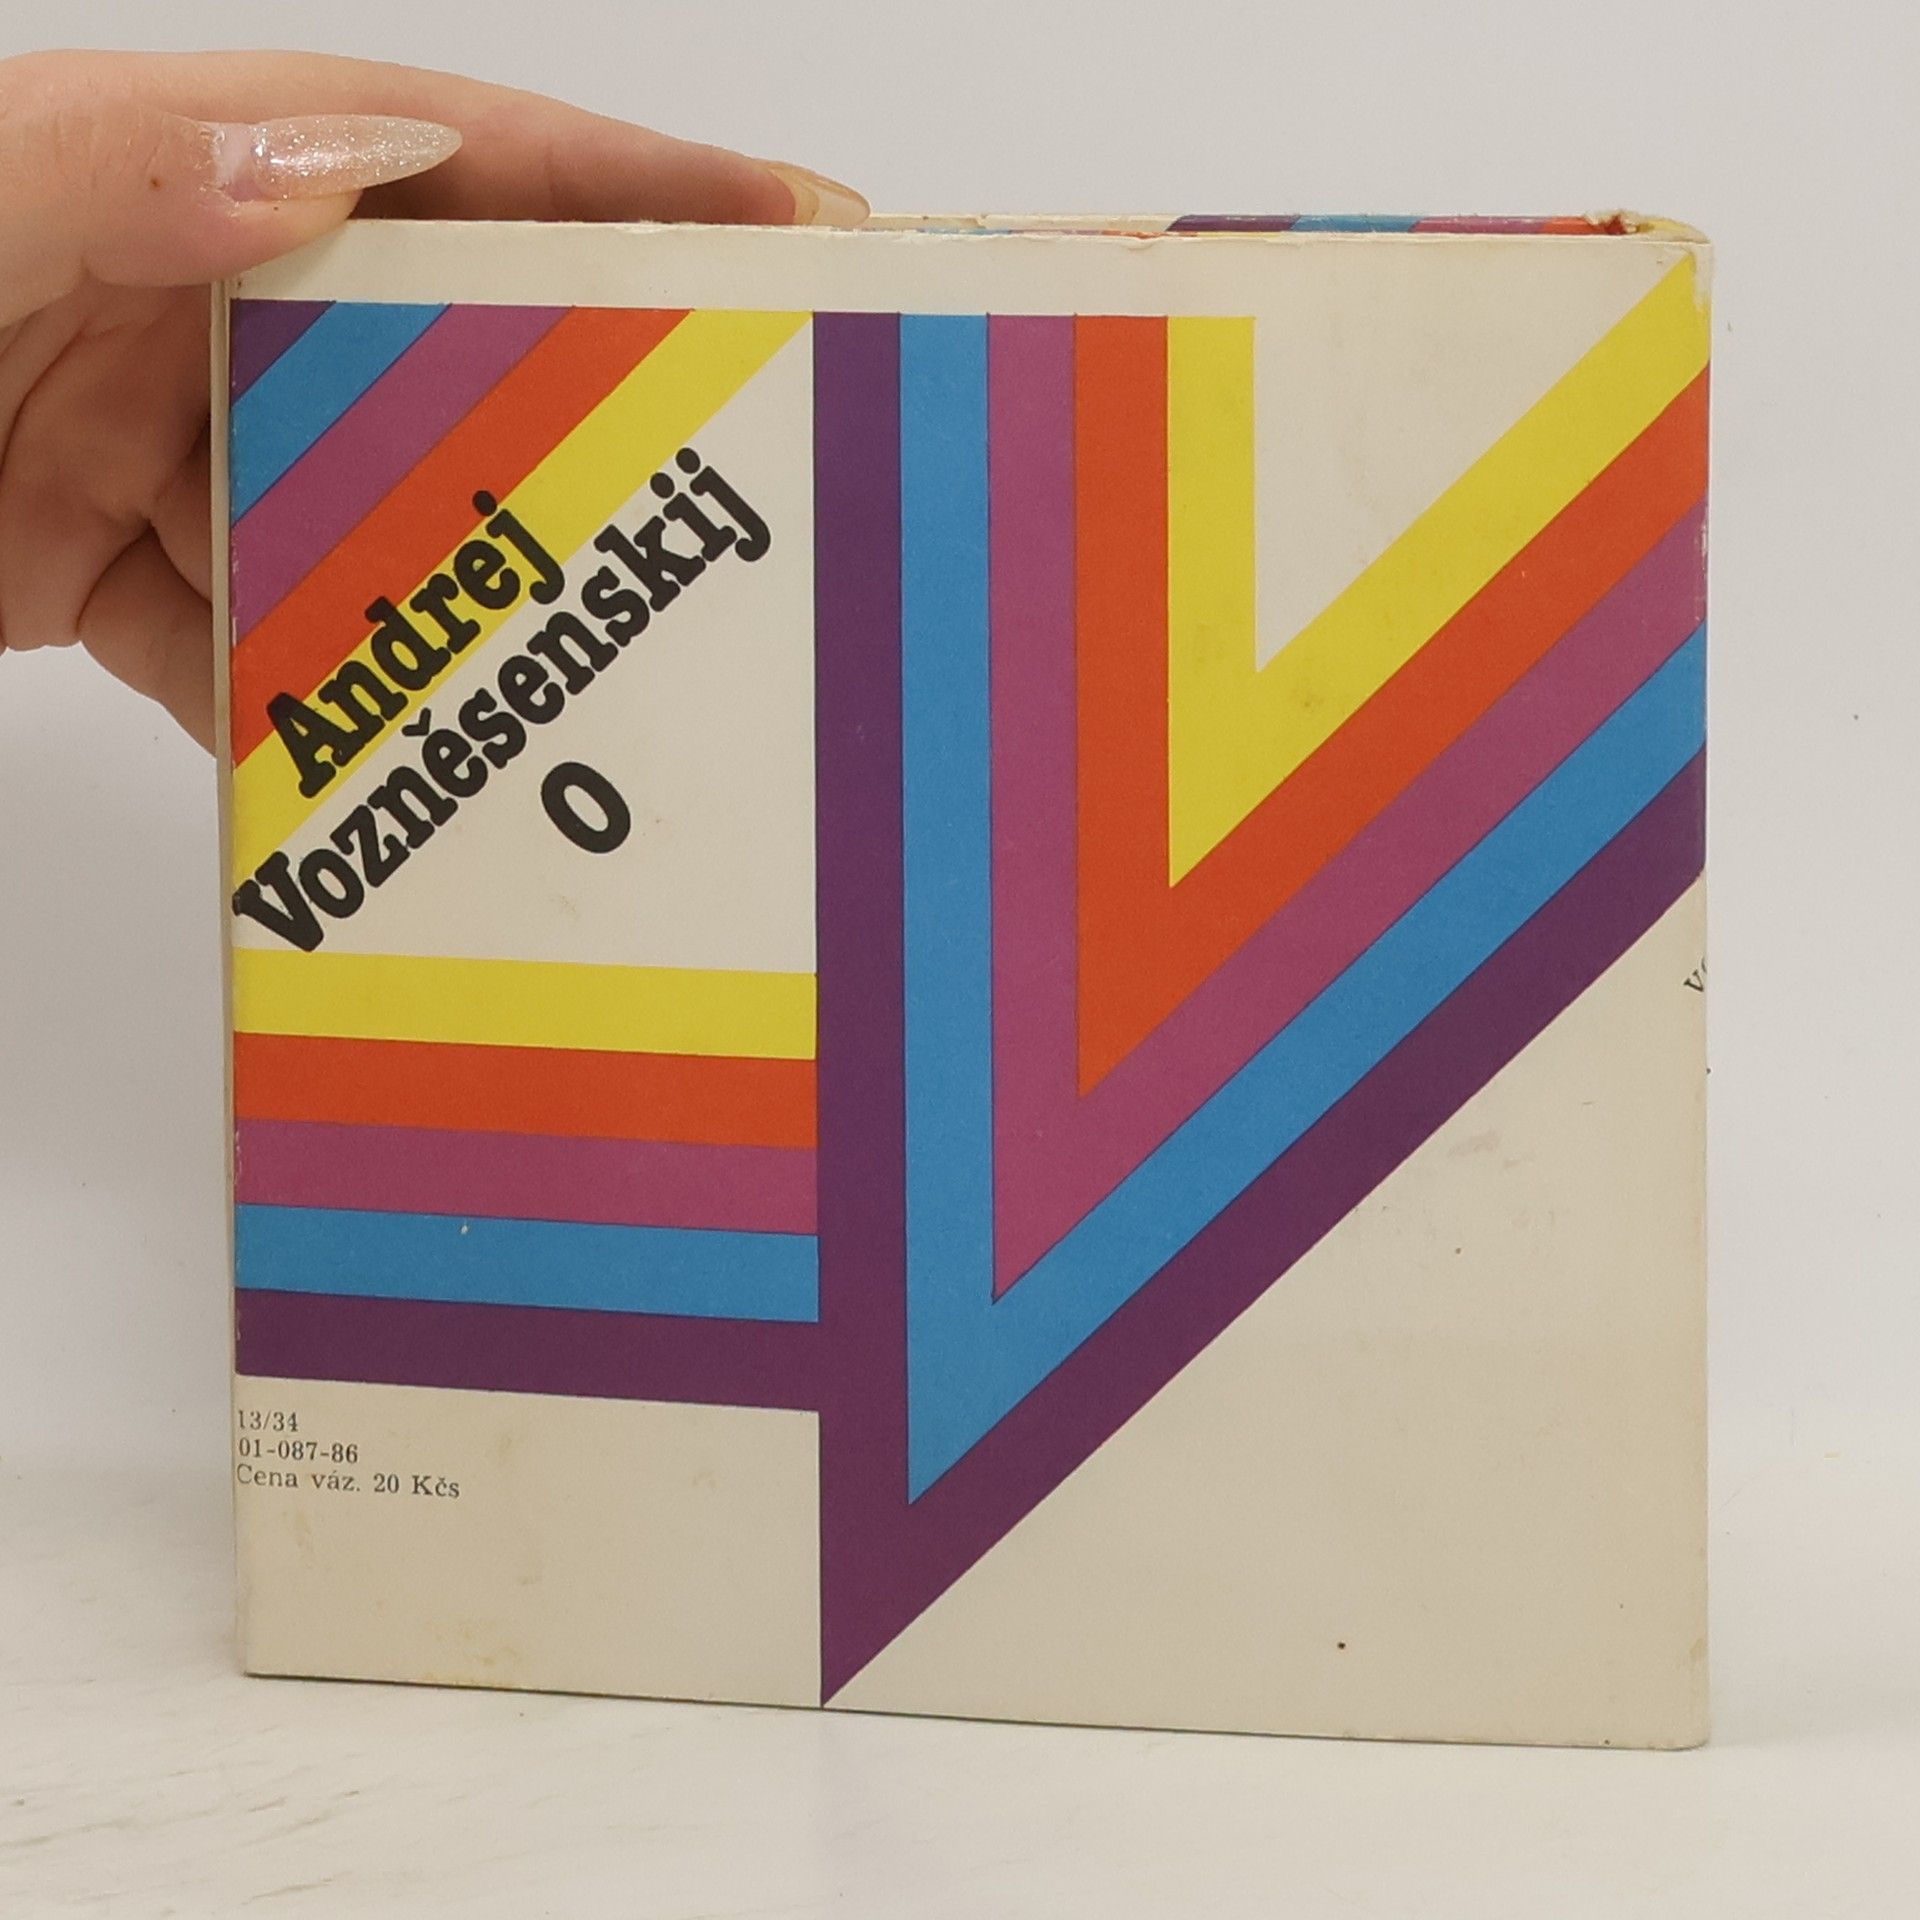 Andrej
Vozněsenskij
O
13/34
01-087-86
Cena váz. 20 Kčs